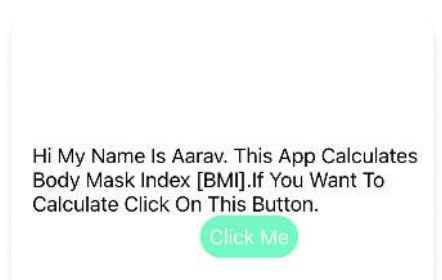 Hi My Name Is Aarav. This App Calculates
Body Mask Index [BMI].If You Want To
Calculate Click On This Button.
Click Me